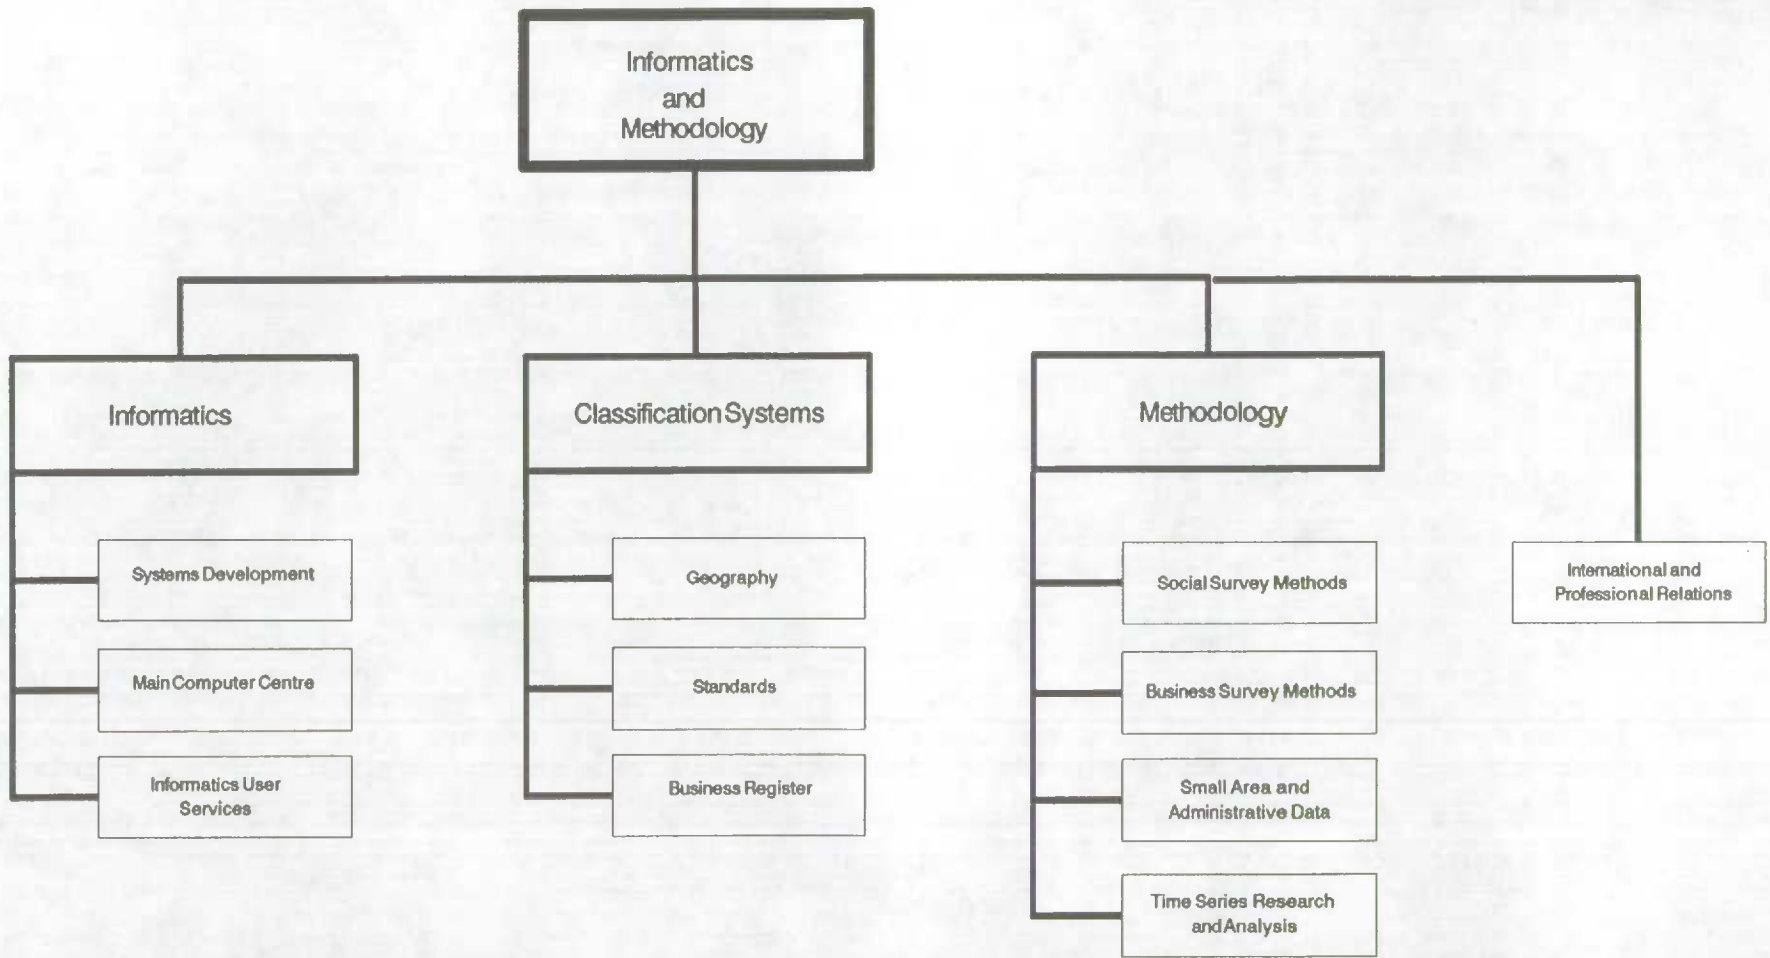 Informatics
and
Methodology
Informatics
Classification Systems
Methodology
Systems Development
Main Computer Centre
Informatics User
Services
Geography
Standards
Business Register
Social Survey Methods
Business Survey Methods
Small Area and
Administrative Data
Time Series Research
and Analysis
International and
Professional Relations